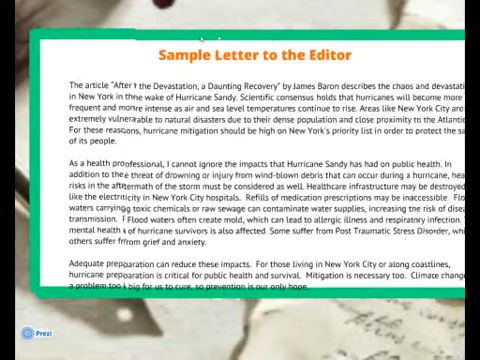 Sample Letter to the Editor
The article "After t the Devastation, a Daunting Recovery" by James Baron describes the chaos and devastati
in New York in the wake of Hurricane Sandy. Scientific consensus holds that hurricanes will become more
frequent and more intense as air and sea level temperatures continue to rise. Areas like New York City are
extremely vulnerable to natural disasters due to their dense population and close proximity to the Atlantic
For these reasons, hurricane mitigation should be high on New York's priority list in order to protect the sa
of its people.
As a health professional, I cannot ignore the impacts that Hurricane Sandy has had on public health. In
addition to the threat of drowning or injury from wind-blown debris that can occur during a hurricane, hea
risks in the aftermath of the storm must be considered as well. Healthcare infrastructure may be destroyed
like the electricity in New York City hospitals. Refills of medications may be inaccessible. Flo
waters carrying toxic chemicals or raw sewage can contaminate water supplies, increasing the risk of disea
transmission. Flood waters often create mold, which can lead to allergic illness and respiratory infection.
mental health of hurricane survivors is also affected. Some suffer from Post Traumatic Stress Disorder, whi
others suffer from grief and anxiety.
Adequate preparation can reduce these impacts. For those living in New York City or along coastlines,
hurricane preparation is critical for public health and survival. Mitigation is necessary too. Climate change
a problem too big for us to cure, so prevention is our only hope.
Prezi